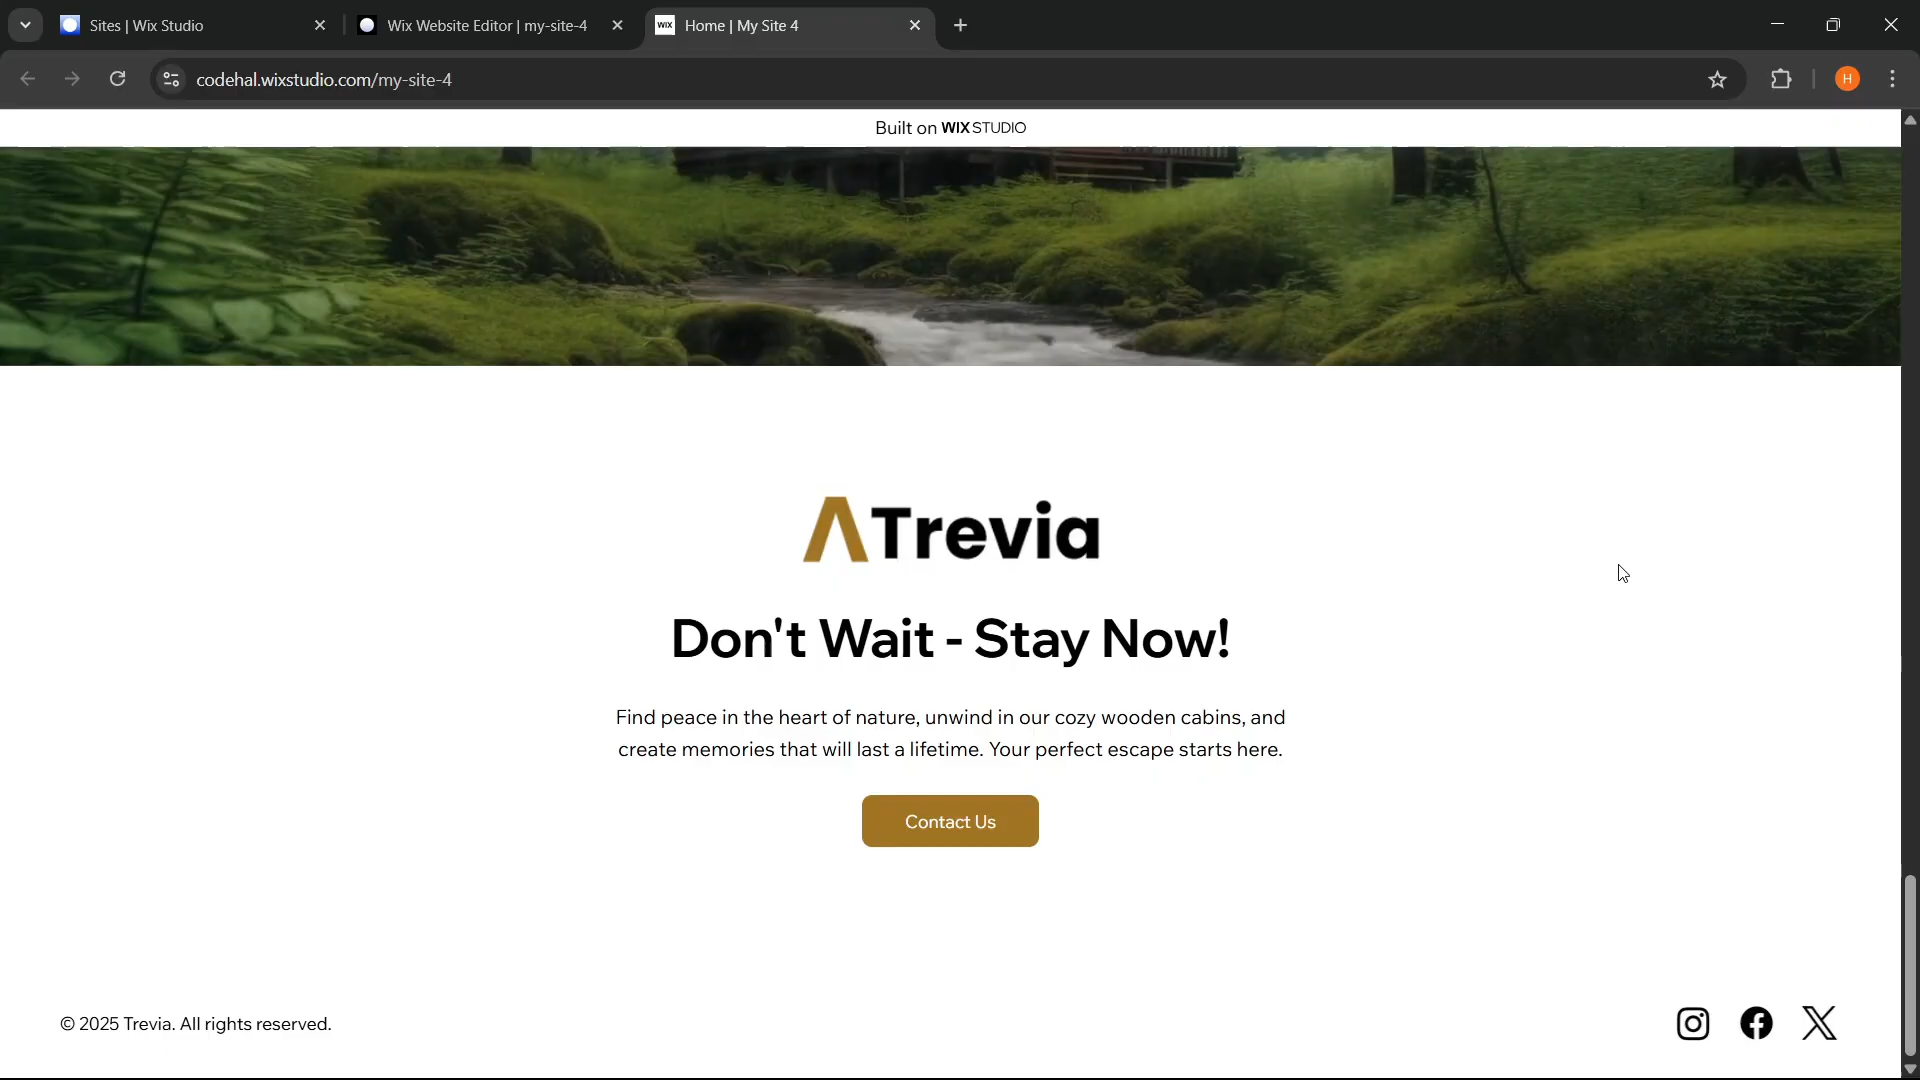 Sites | Wix Studio
Wix Website Editor | my-site-4
WIX
Home | My Site 4
codehal.wixstudio.com/my-site-4
H
Built on WIX STUDIO
Trevia
Don't Wait - Stay Now!
Find peace in the heart of nature, unwind in our cozy wooden cabins, and
create memories that will last a lifetime. Your perfect escape starts here.
Contact Us
© 2025 Trevia. All rights reserved.